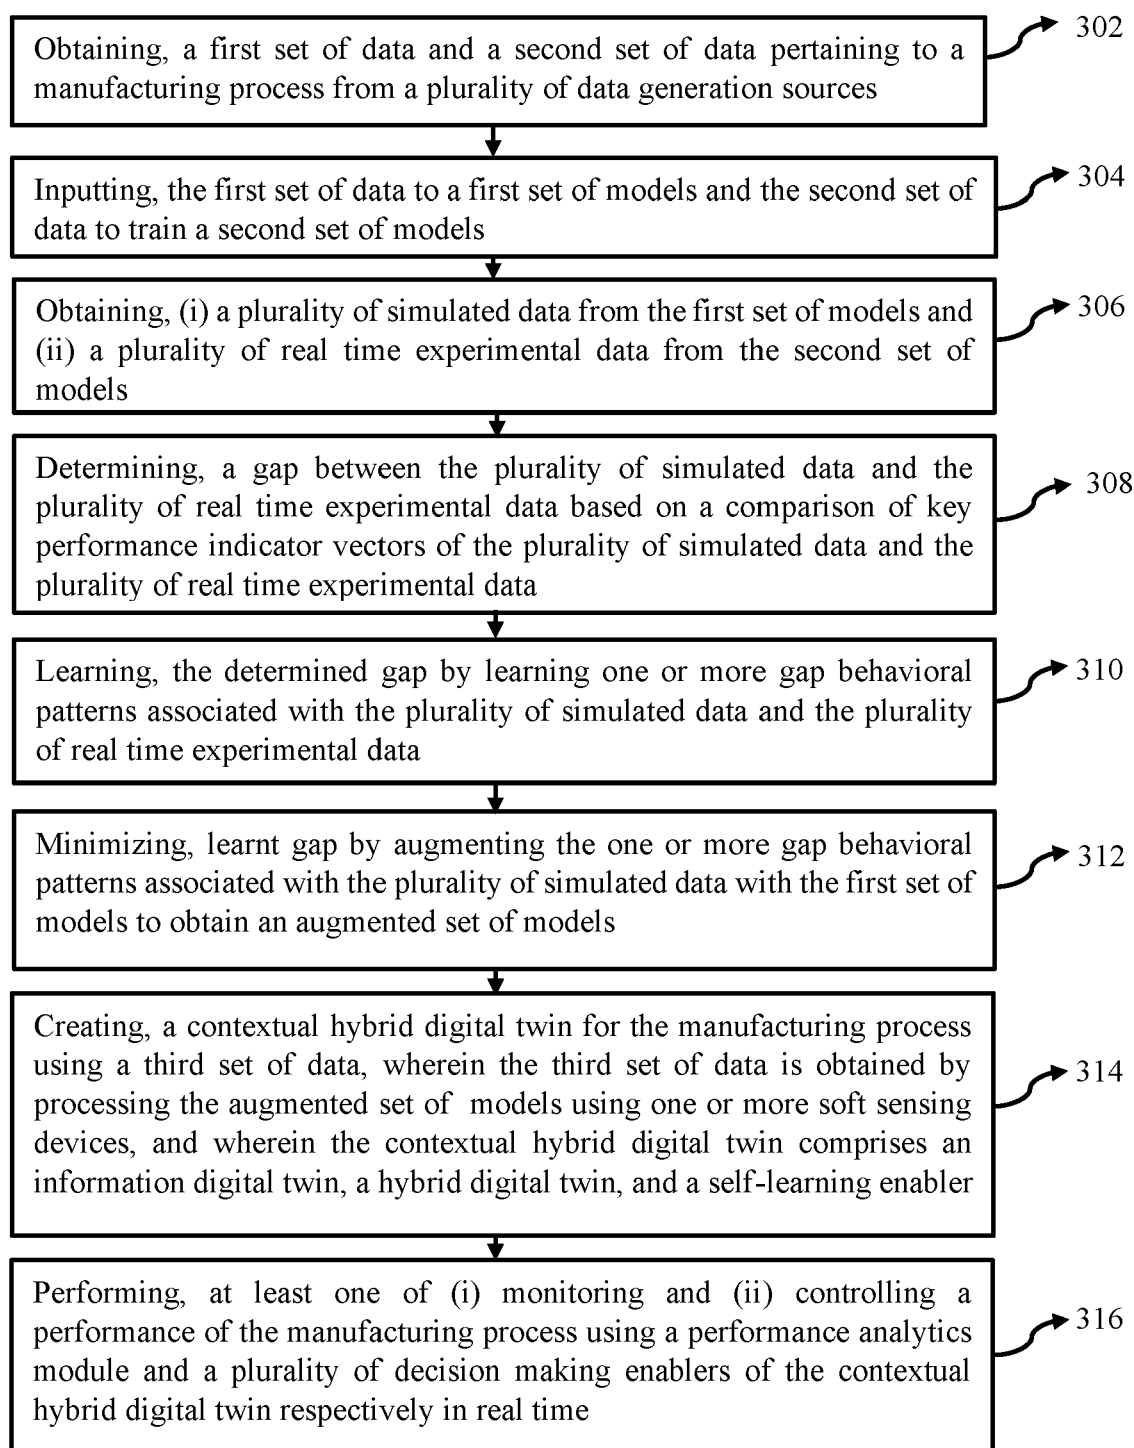 Obtaining, a first set of data and a second set of data pertaining to a
manufacturing process from a plurality of data generation sources
302
Inputting, the first set of data to a first set of models and the second set of
data to train a second set of models
304
Obtaining, (i) a plurality of simulated data from the first set of models and
(ii) a plurality of real time experimental data from the second set of
models
306
Determining, a gap between the plurality of simulated data and the
plurality of real time experimental data based on a comparison of key
performance indicator vectors of the plurality of simulated data and the
plurality of real time experimental data
308
Learning, the determined gap by learning one or more gap behavioral
patterns associated with the plurality of simulated data and the plurality
of real time experimental data
310
Minimizing, learnt gap by augmenting the one or more gap behavioral
patterns associated with the plurality of simulated data with the first set of
models to obtain an augmented set of models
312
Creating, a contextual hybrid digital twin for the manufacturing process
using a third set of data, wherein the third set of data is obtained by
processing the augmented set of models using one or more soft sensing
devices, and wherein the contextual hybrid digital twin comprises an
information digital twin, a hybrid digital twin, and a self-learning enabler
314
Performing, at least one of (i) monitoring and (ii) controlling a
performance of the manufacturing process using a performance analytics
module and a plurality of decision making enablers of the contextual
hybrid digital twin respectively in real time
316